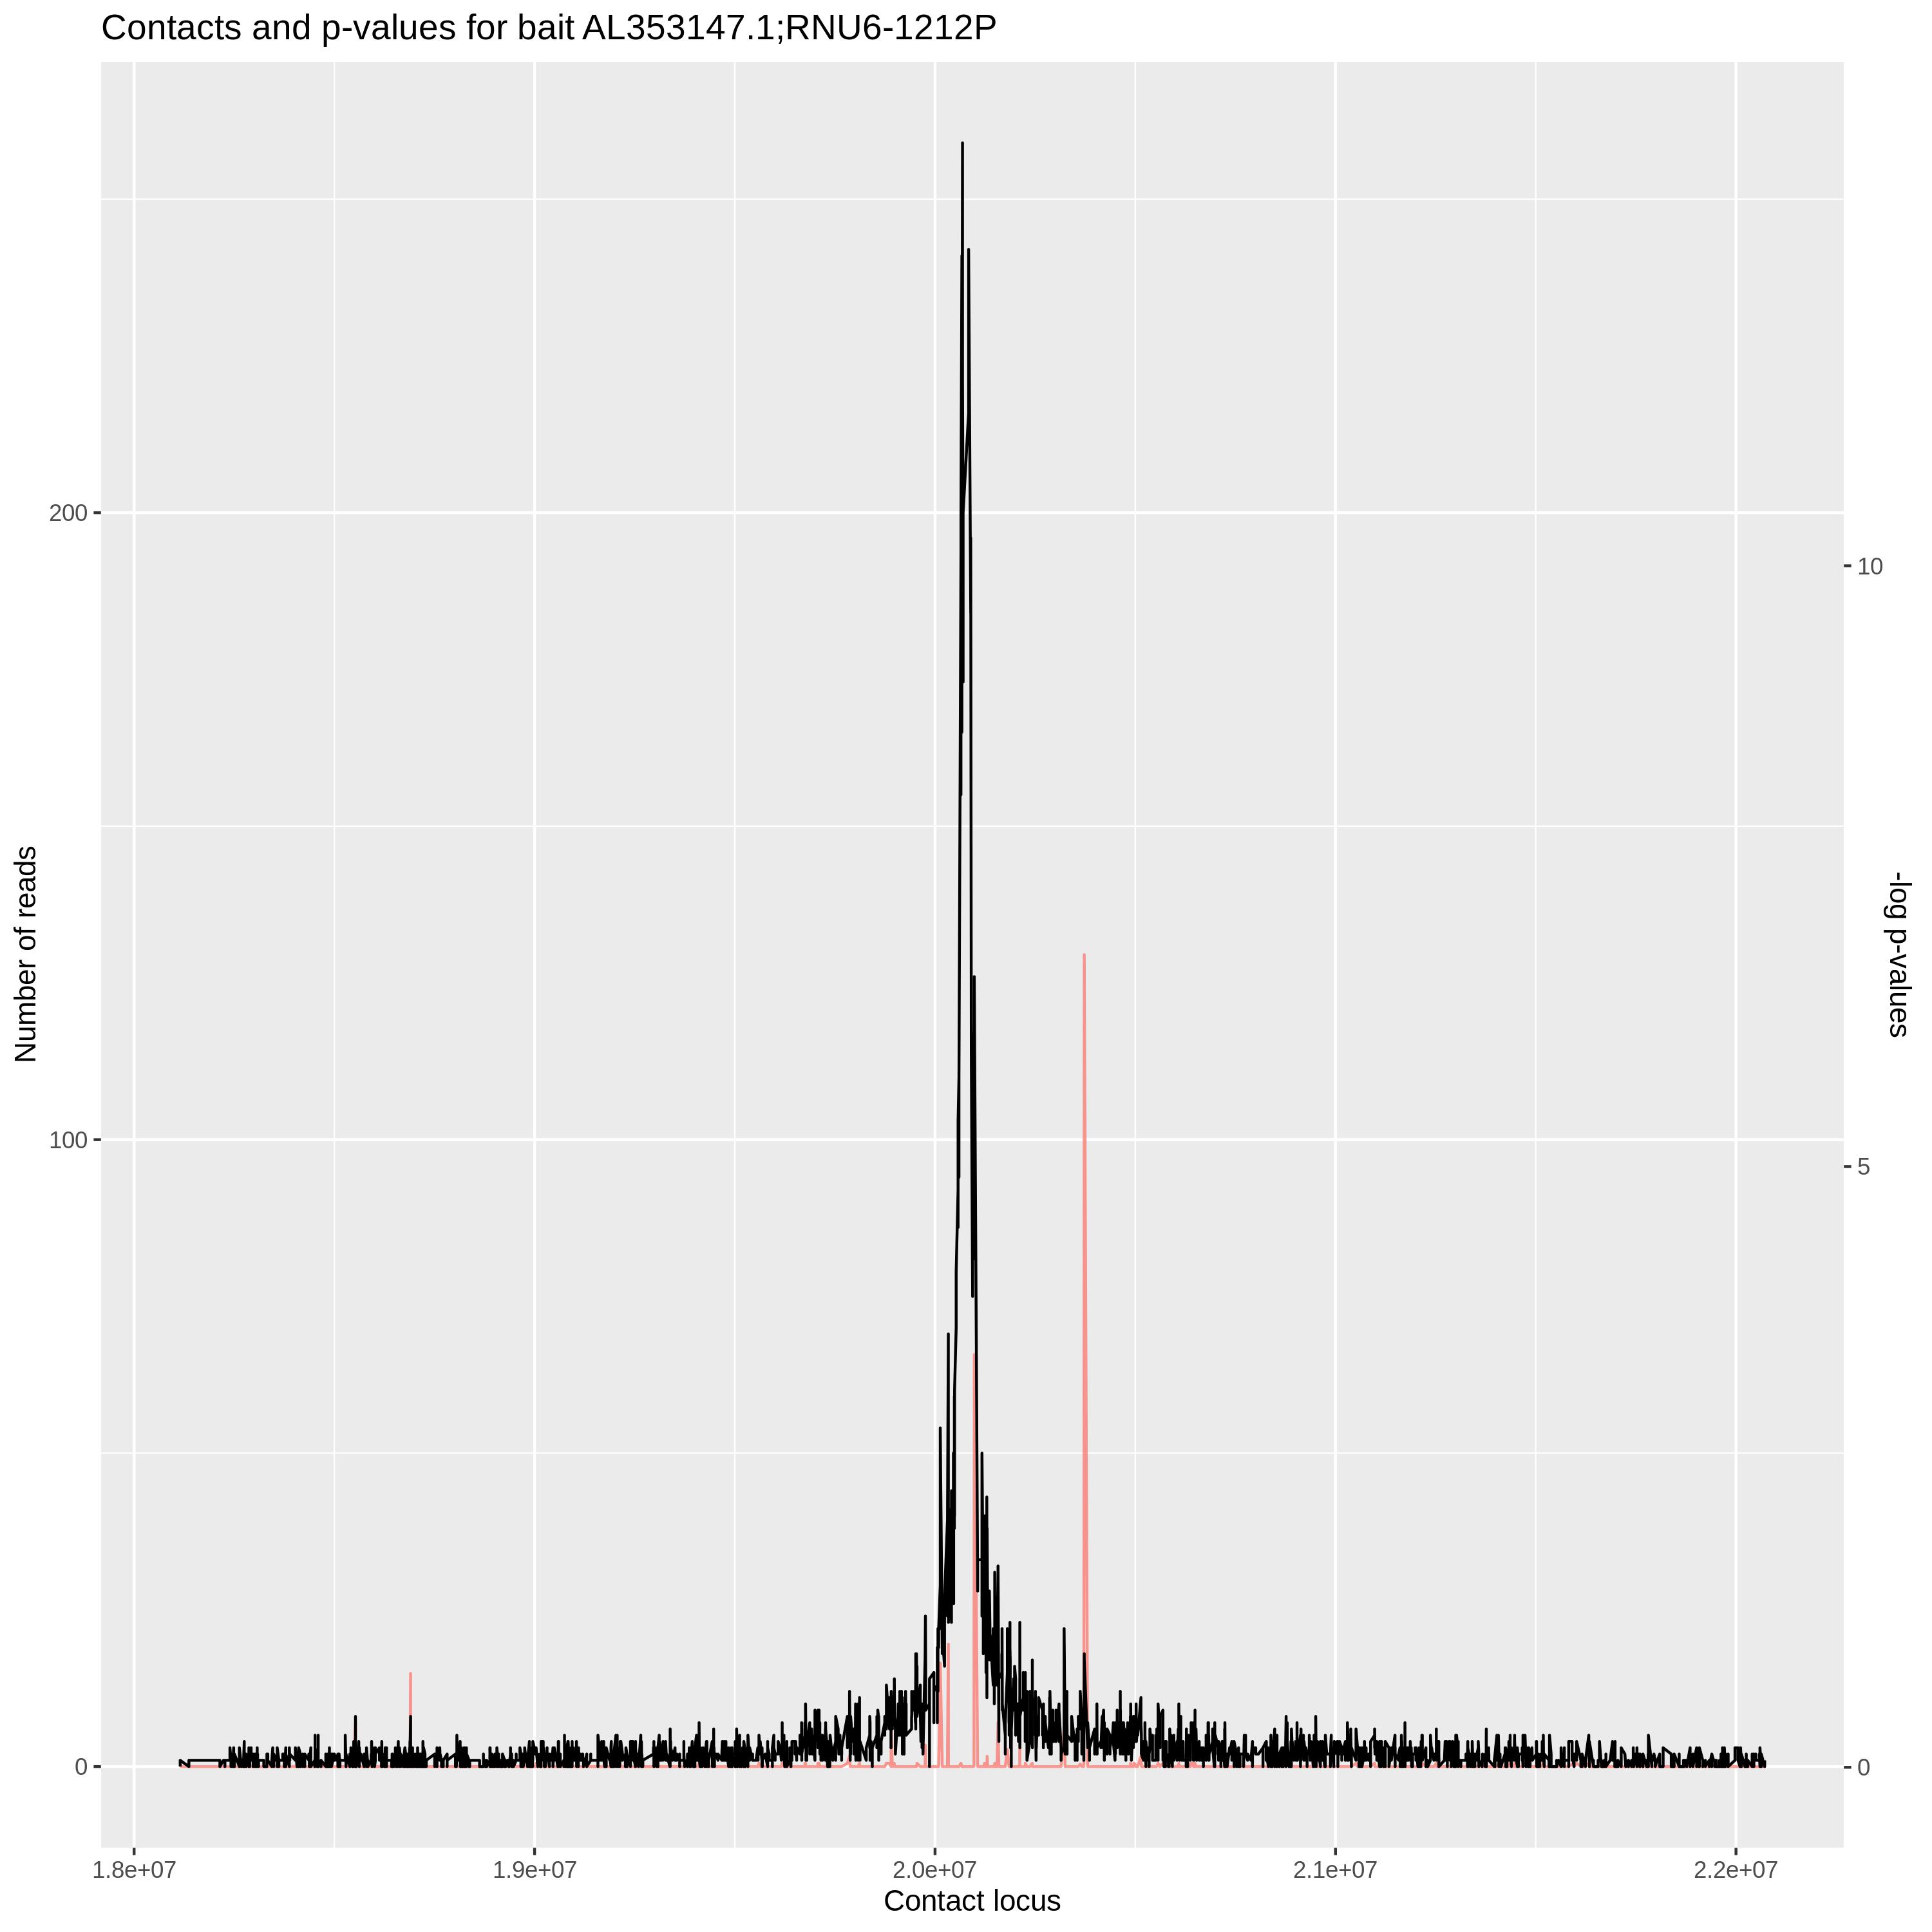 Contacts and p-values for bait AL353147.1;RNU6-1212P
Number of reads
200
100
0
10
5
0
-log p-values
1.8e+07 1.9e+07 2.0e+07 2.1e+07 2.2e+07
Contact locus